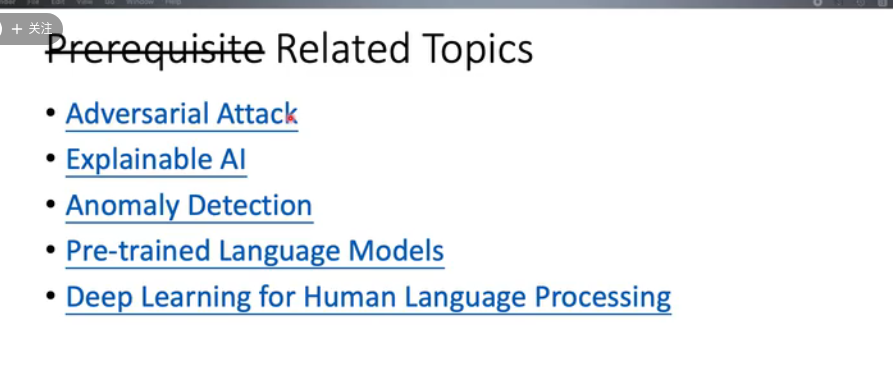 + 关注
Prerequisite Related Topics
• Adversarial Attack
• Explainable AI
• Anomaly Detection
• Pre-trained Language Models
• Deep Learning for Human Language Processing